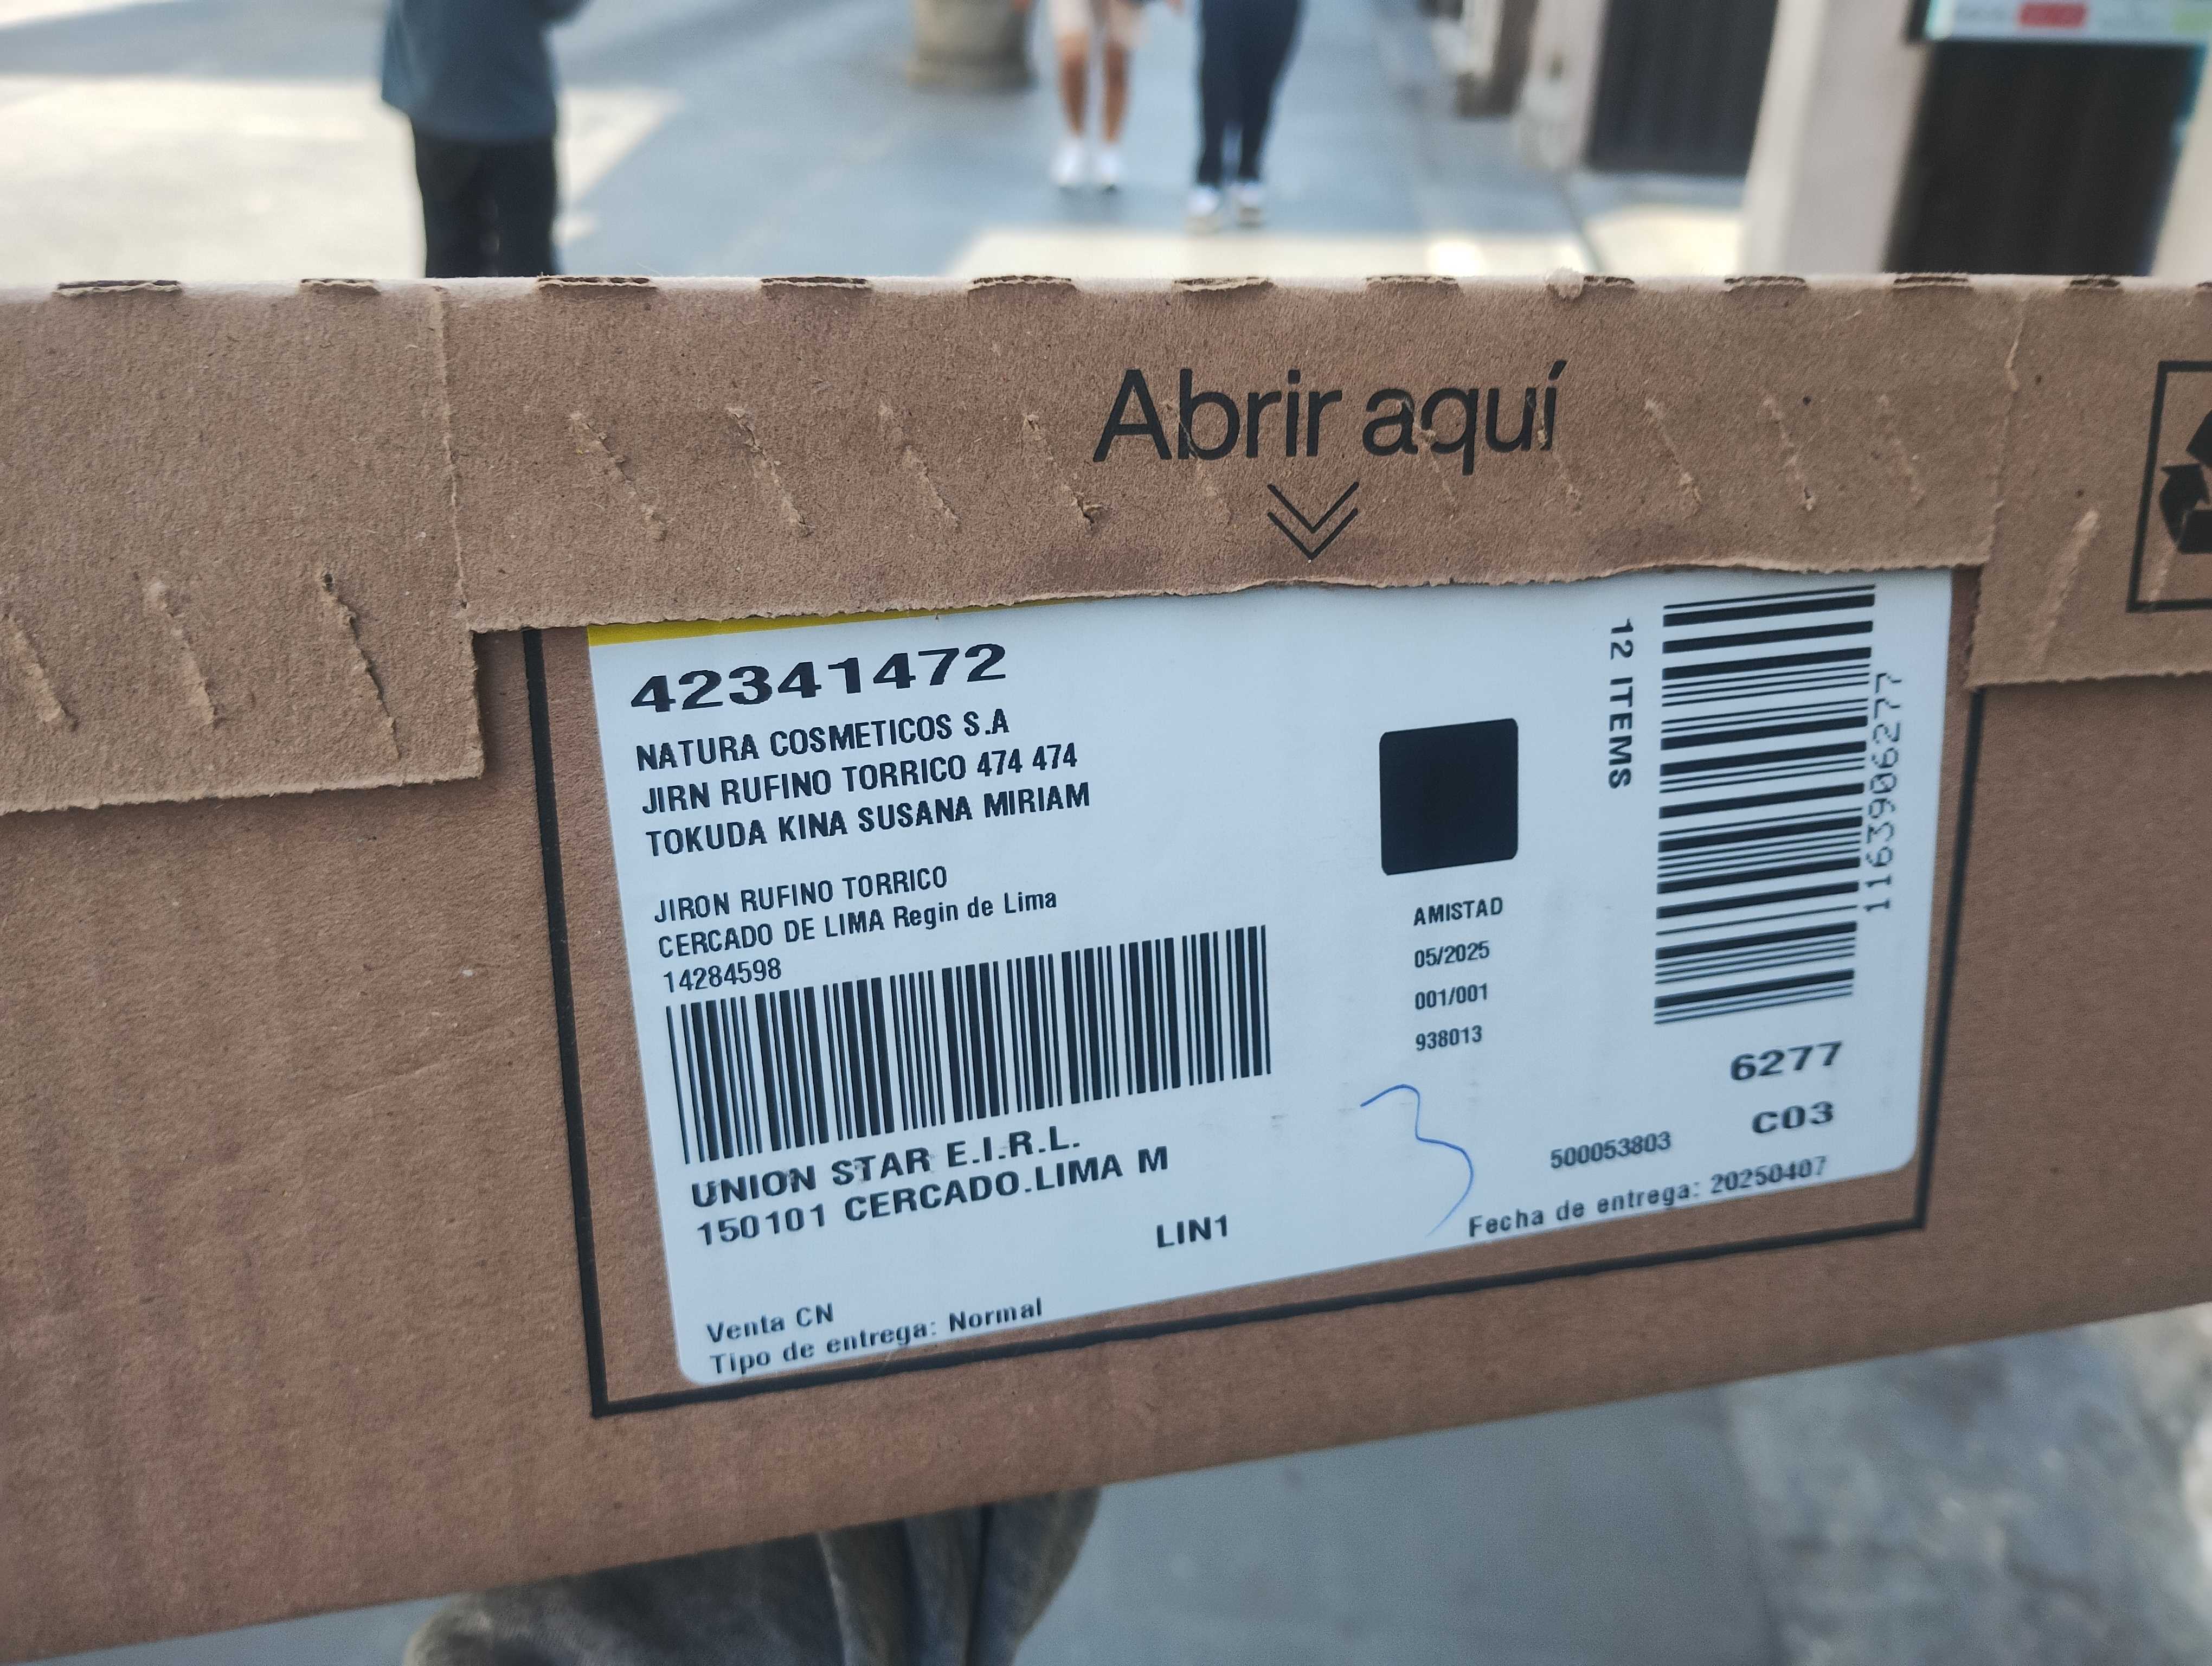 Abrir aquí
42341472
NATURA COSMETICOS S.A
JIRN RUFINO TORRICO 474 474
TOKUDA KINA SUSANA MIRIAM
JIRON RUFINO TORRICO
CERCADO DE LIMA Regin de Lima
14284598
UNION STAR E.I.R.L.
150101 CERCADO.LIMA M
LIN1
Venta CN
Tipo de entrega: Normal
AMISTAD
05/2025
001/001
938013
3
12 ITEMS
1163906277
6277
C03
500053803
Fecha de entrega: 20250407